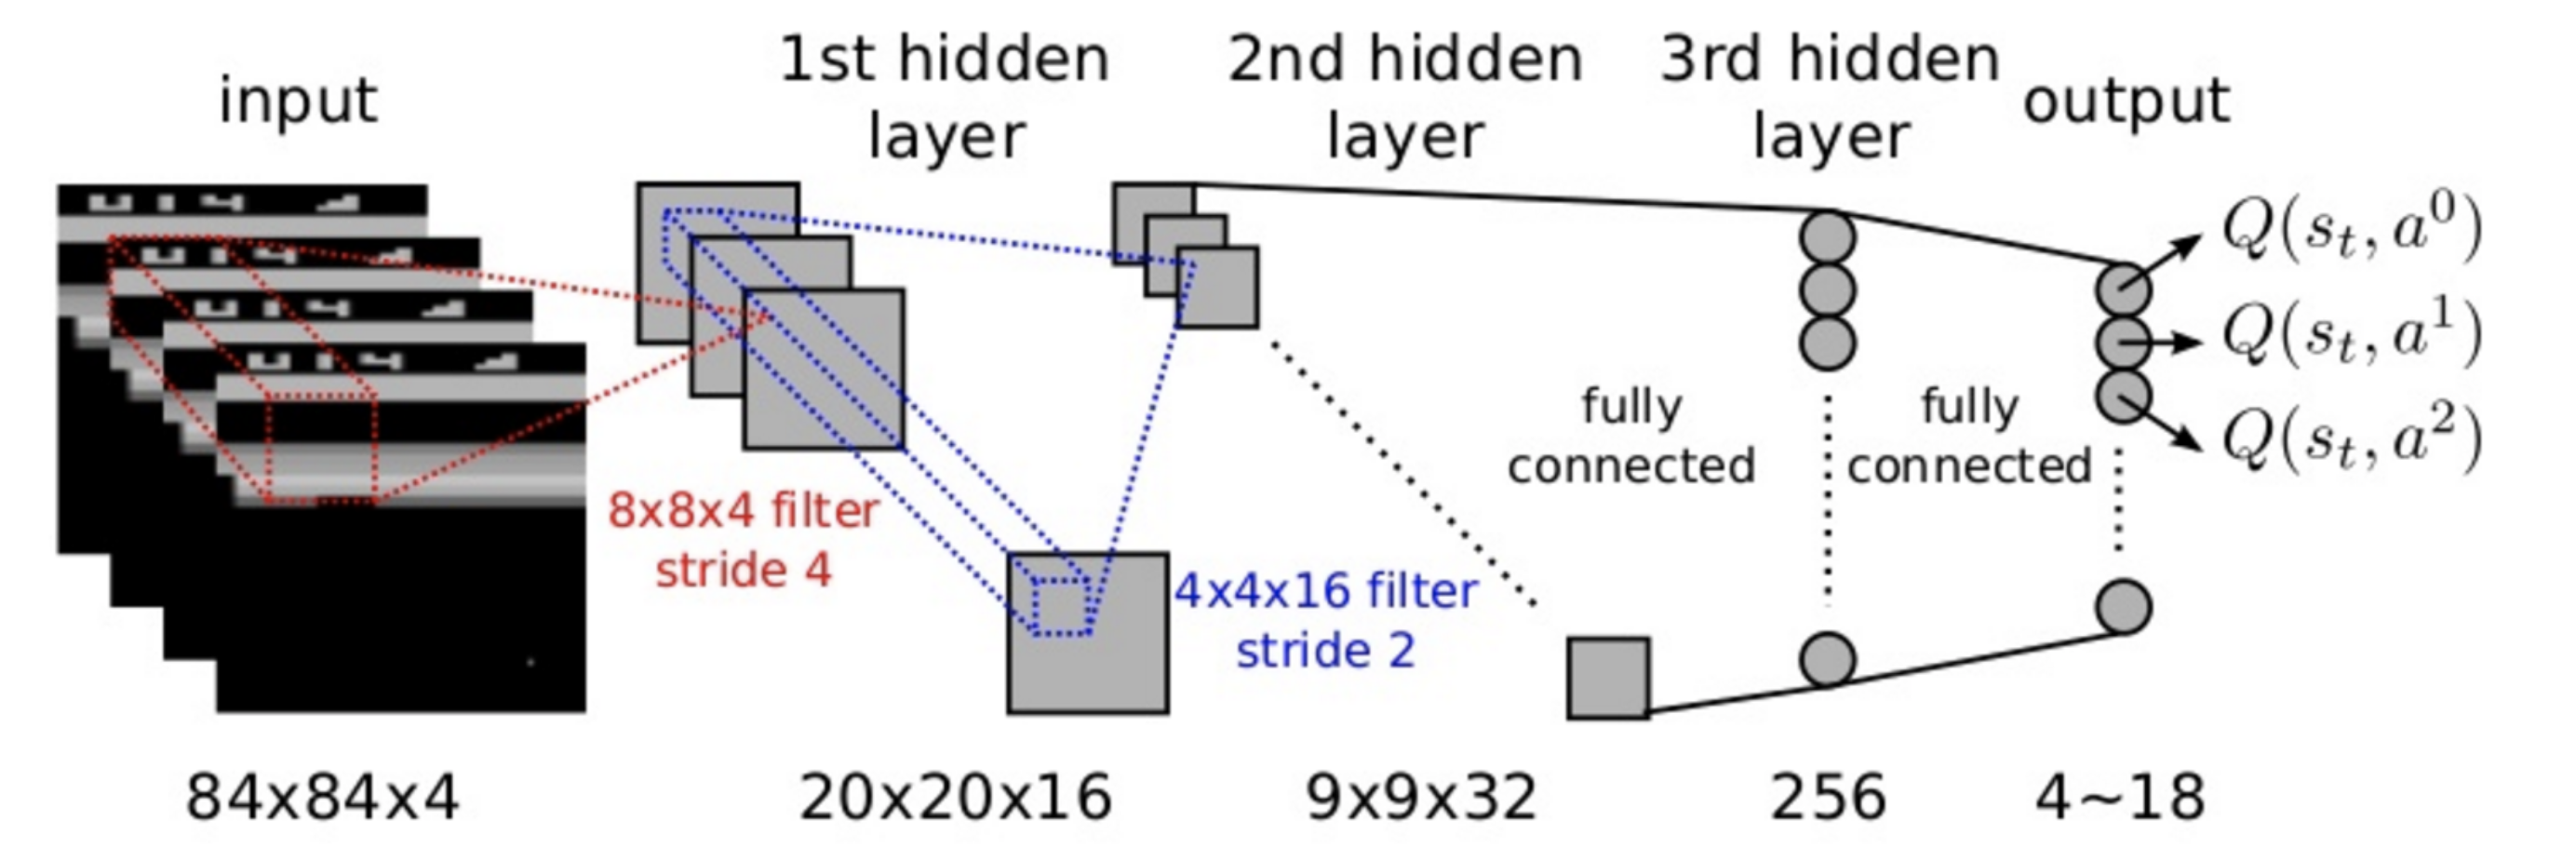 input
1st hidden
layer
2nd hidden
layer
3rd hidden
layer
output
Q(s_t, a^0)
Q(s_t, a^1)
Q(s_t, a^2)
fully
connected
fully
connected
8x8x4 filter
stride 4
4x4x16 filter
stride 2
84x84x4
20x20x16
9x9x32
256
4~18